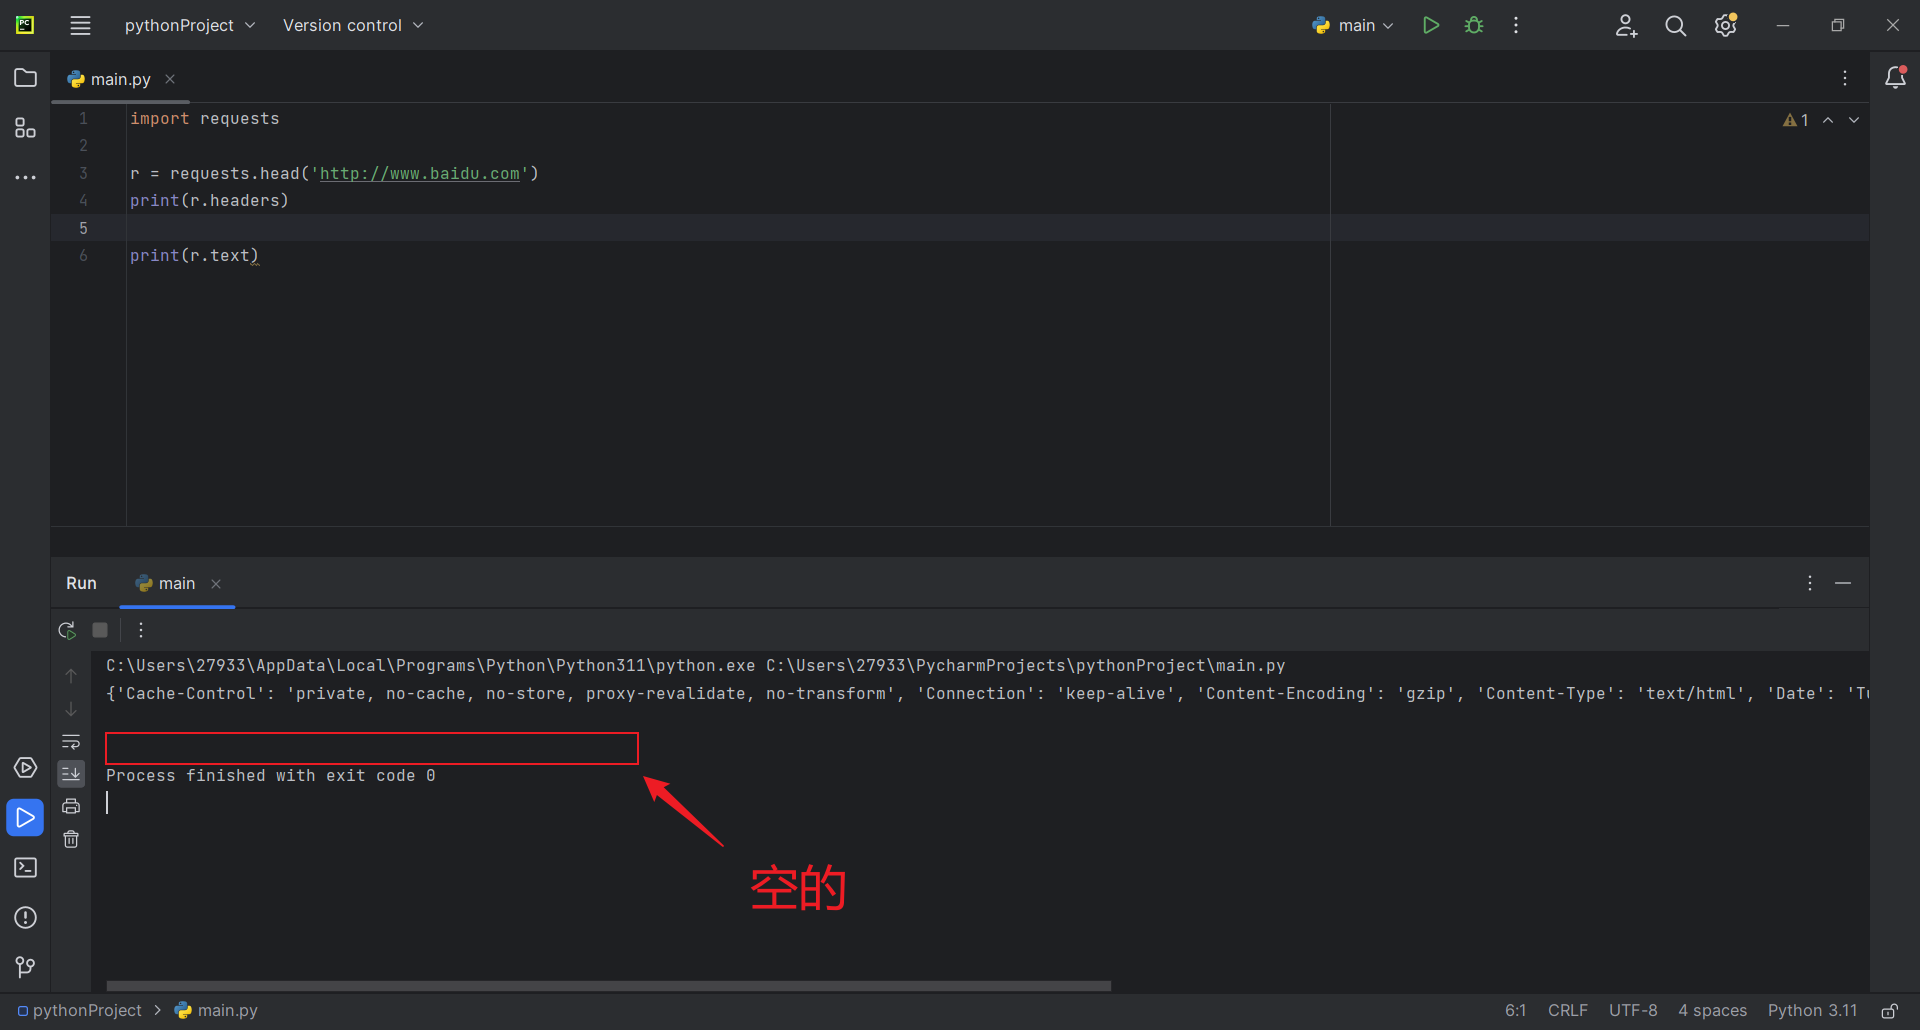 pythonProject
Version control
main
main.py
1
1 import requests
2
3 r = requests.head('http://www.baidu.com')
4 print(r.headers)
5
6 print(r.text)
Run
main
C:\Users\27933\AppData\Local\Programs\Python\Python311\python.exe C:\Users\27933\PycharmProjects\pythonProject\main.py
{'Cache-Control': 'private, no-cache, no-store, proxy-revalidate, no-transform', 'Connection': 'keep-alive', 'Content-Encoding': 'gzip', 'Content-Type': 'text/html', 'Date': 'Tu
Process finished with exit code 0
空的
pythonProject > main.py
6:1 CRLF UTF-8 4 spaces Python 3.11